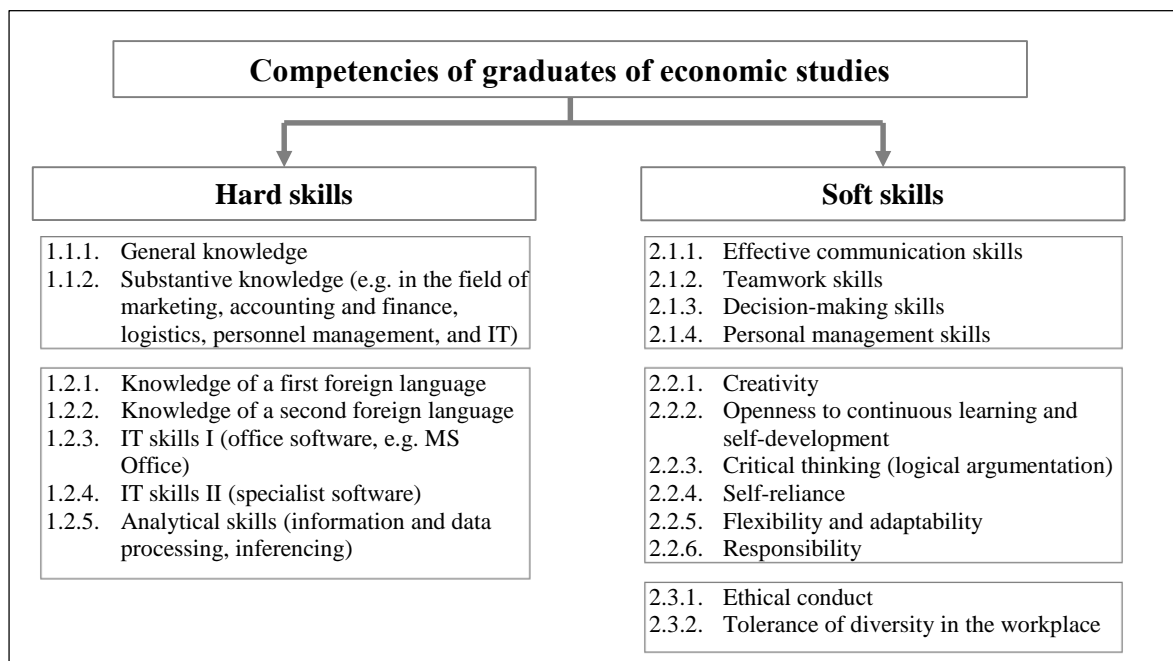 Competencies of graduates of economic studies
Hard skills
1.1.1. General knowledge
1.1.2. Substantive knowledge (e.g. in the field of
marketing, accounting and finance,
logistics, personnel management, and IT)
1.2.1. Knowledge of a first foreign language
1.2.2. Knowledge of a second foreign language
1.2.3. IT skills I (office software, e.g. MS
Office)
1.2.4. IT skills II (specialist software)
1.2.5. Analytical skills (information and data
processing, inferencing)
Soft skills
2.1.1. Effective communication skills
2.1.2. Teamwork skills
2.1.3. Decision-making skills
2.1.4. Personal management skills
2.2.1. Creativity
2.2.2. Openness to continuous learning and
self-development
2.2.3. Critical thinking (logical argumentation)
2.2.4. Self-reliance
2.2.5. Flexibility and adaptability
2.2.6. Responsibility
2.3.1. Ethical conduct
2.3.2. Tolerance of diversity in the workplace